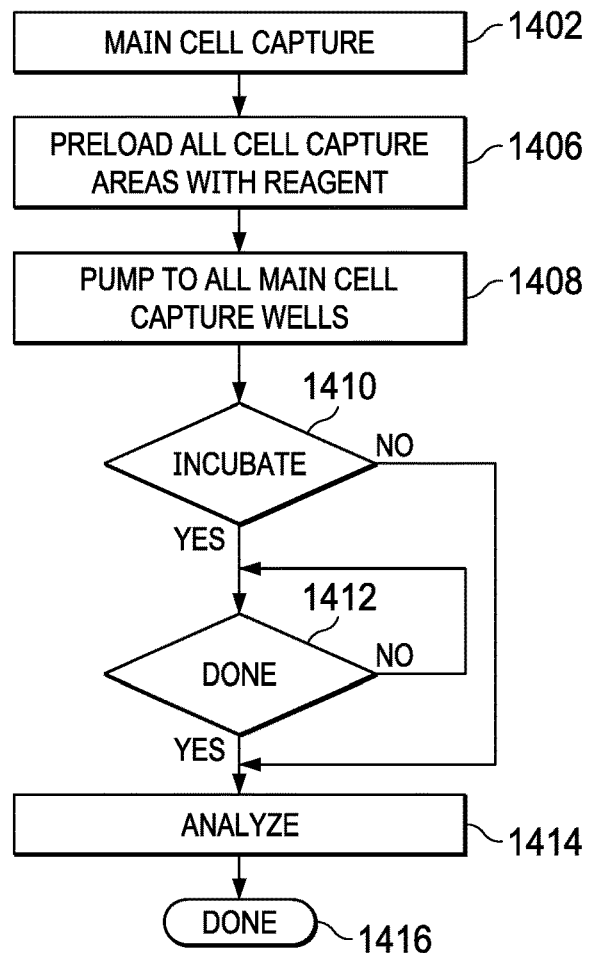 MAIN CELL CAPTURE
1402
PRELOAD ALL CELL CAPTURE
AREAS WITH REAGENT
1406
PUMP TO ALL MAIN CELL
CAPTURE WELLS
1408
1410
INCUBATE
NO
YES
1412
DONE
NO
YES
ANALYZE
1414
DONE
1416